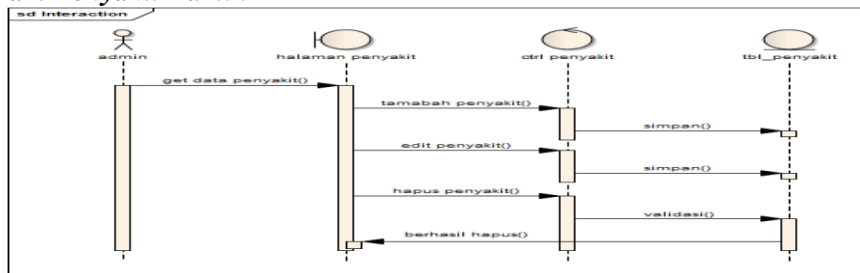 sd Interaction
admin
halaman penyakit
ctrl penyakit
tbl_penyakit
get data penyakit()
tamabah penyakit()
simpan()
edit penyakit()
simpan()
hapus penyakit()
validasi()
berhasil hapus()